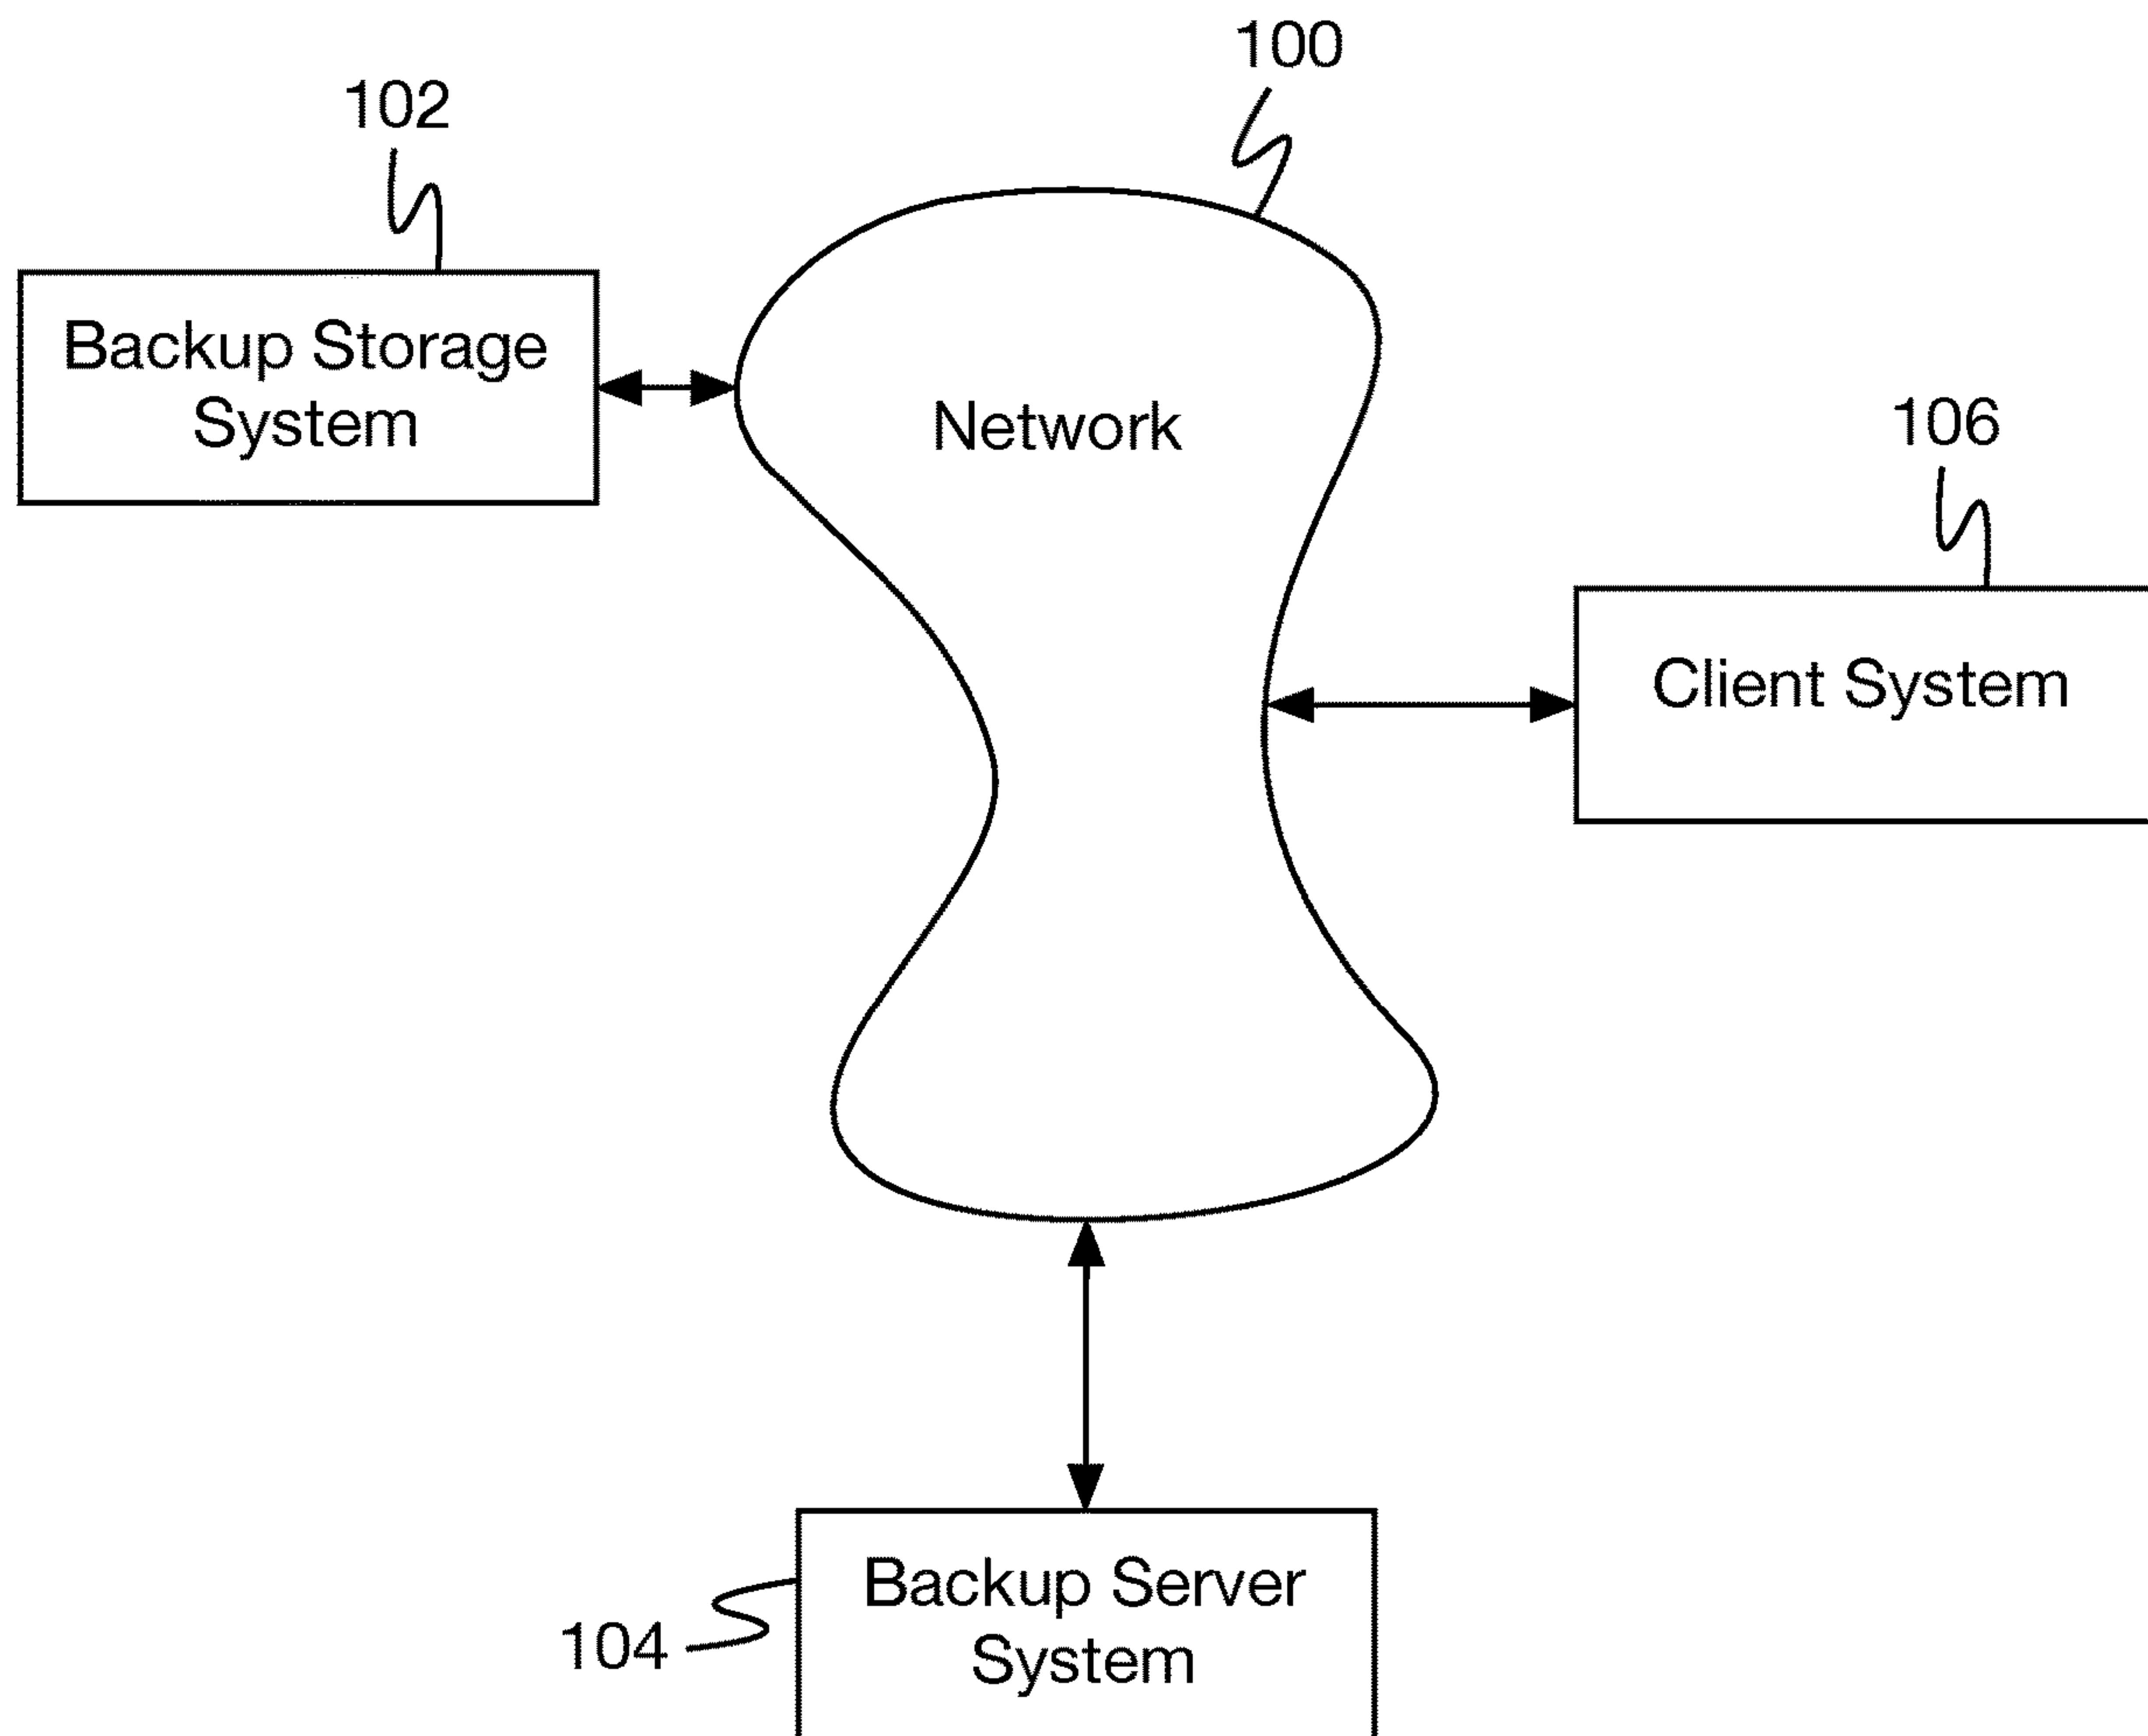 100
102
Backup Storage
System
Network
106
Client System
Backup Server
System
104